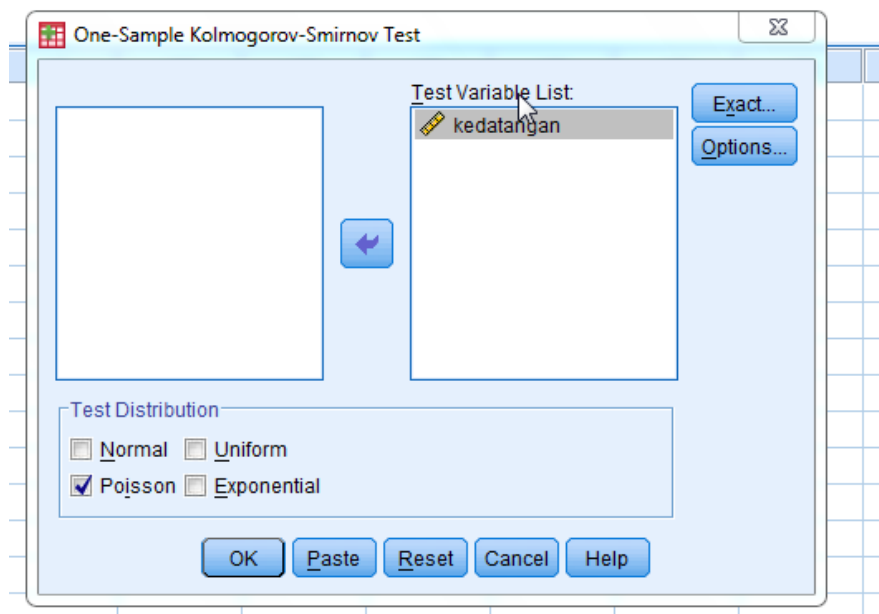 One-Sample Kolmogorov-Smirnov Test
Test Variable List:
kedatangan
Exact...
Options...
Test Distribution
Normal Uniform
Poisson Exponential
OK Paste Reset Cancel Help